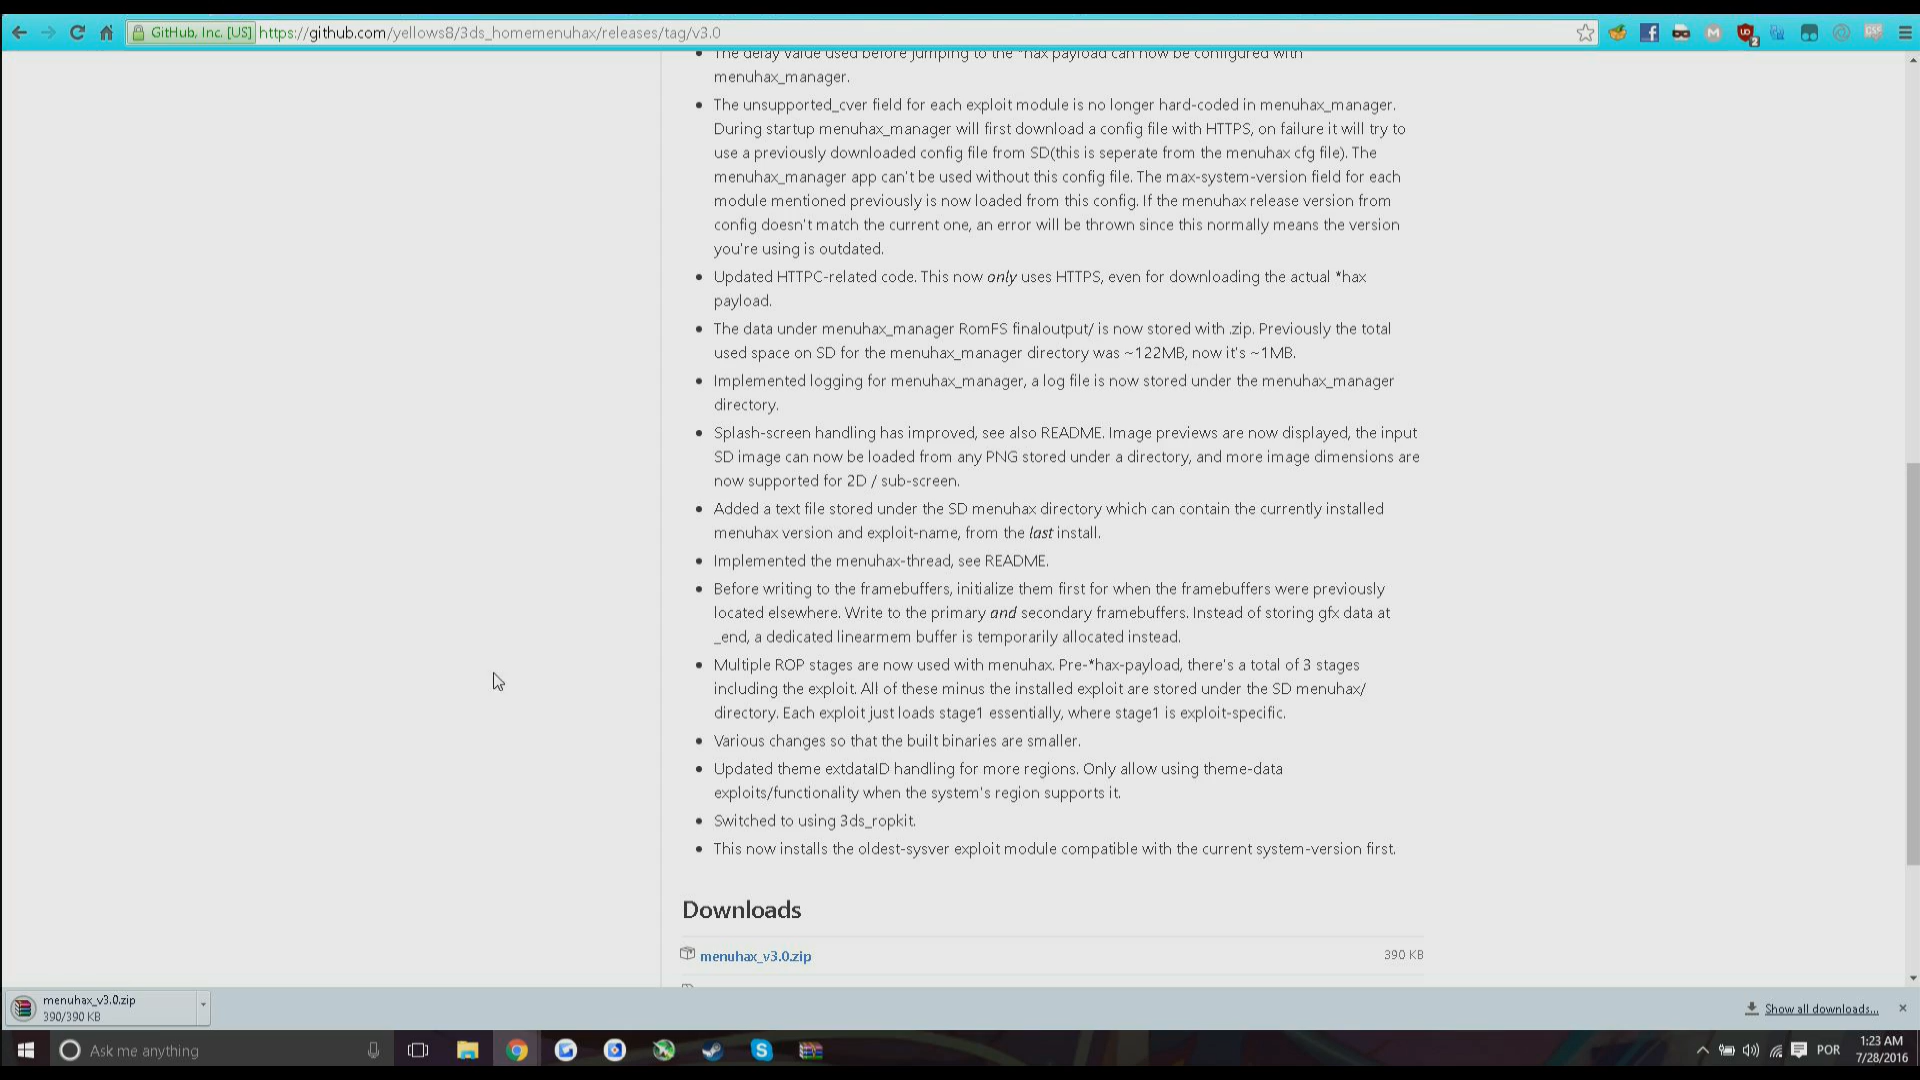 GitHub, Inc. [US] https://github.com/yellows8/3ds_homemenuhax/releases/tag/v3.0
The delay value used before jumping to the *hax payload can now be configured with
menuhax_manager.
The unsupported_cver field for each exploit module is no longer hard-coded in menuhax_manager.
During startup menuhax_manager will first download a config file with HTTPS, on failure it will try to
use a previously downloaded config file from SD(this is seperate from the menuhax cfg file). The
menuhax_manager app can't be used without this config file. The max-system-version field for each
module mentioned previously is now loaded from this config. If the menuhax release version from
config doesn't match the current one, an error will be thrown since this normally means the version
you're using is outdated.
Updated HTTPC-related code. This now only uses HTTPS, even for downloading the actual *hax
payload.
The data under menuhax_manager RomFS finaloutput/ is now stored with .zip. Previously the total
used space on SD for the menuhax_manager directory was ~122MB, now it's ~1MB.
Implemented logging for menuhax_manager, a log file is now stored under the menuhax_manager
directory.
Splash-screen handling has improved, see also README. Image previews are now displayed, the input
SD image can now be loaded from any PNG stored under a directory, and more image dimensions are
now supported for 2D / sub-screen.
Added a text file stored under the SD menuhax directory which can contain the currently installed
menuhax version and exploit-name, from the last install.
Implemented the menuhax-thread, see README.
Before writing to the framebuffers, initialize them first for when the framebuffers were previously
located elsewhere. Write to the primary and secondary framebuffers. Instead of storing gfx data at
_end, a dedicated linearmem buffer is temporarily allocated instead.
Multiple ROP stages are now used with menuhax. Pre-*hax-payload, there's a total of 3 stages
including the exploit. All of these minus the installed exploit are stored under the SD menuhax/
directory. Each exploit just loads stage1 essentially, where stage1 is exploit-specific.
Various changes so that the built binaries are smaller.
Updated theme extdataID handling for more regions. Only allow using theme-data
exploits/functionality when the system's region supports it.
Switched to using 3ds_ropkit.
This now installs the oldest-sysver exploit module compatible with the current system-version first.
Downloads
menuhax_v3.0.zip 390 KB
menuhax_v3.0.zip
390/390 KB
Show all downloads...
Ask me anything
POR
1:23 AM
7/28/2016